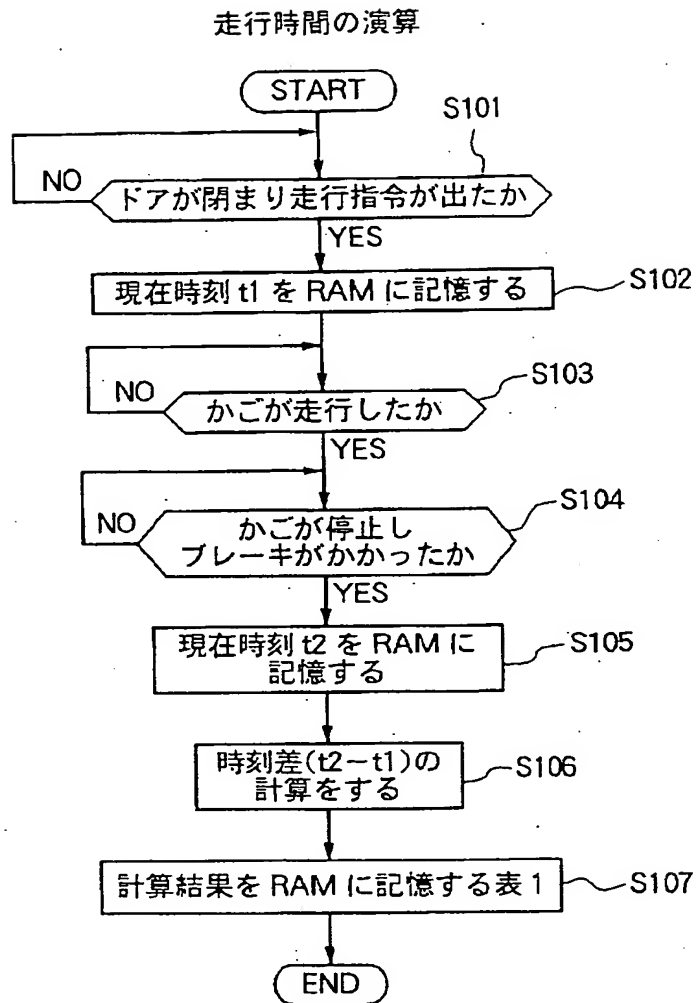 走行時間の演算
START
S101
NO
ドアが閉まり走行指令が出たか
YES
現在時刻 t1 を RAM に記憶する
S102
NO
かごが走行したか
S103
YES
NO
かごが停止し
ブレーキがかかったか
S104
YES
現在時刻 t2 を RAM に
記憶する
S105
時刻差(t2−t1)の
計算をする
S106
計算結果を RAM に記憶する表 1
S107
END